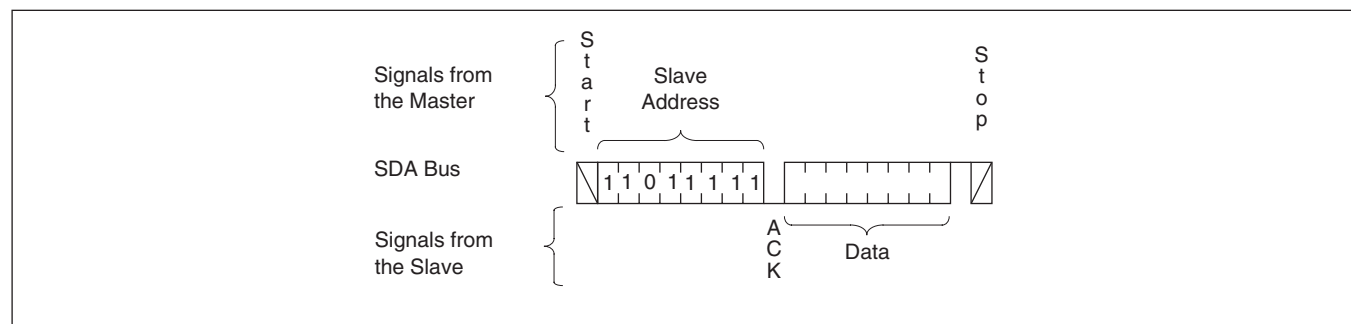 Signals from
the Master
Start
Slave
Address
Stop
SDA Bus
1 1 0 1 1 1 1 1
Signals from
the Slave
ACK
Data